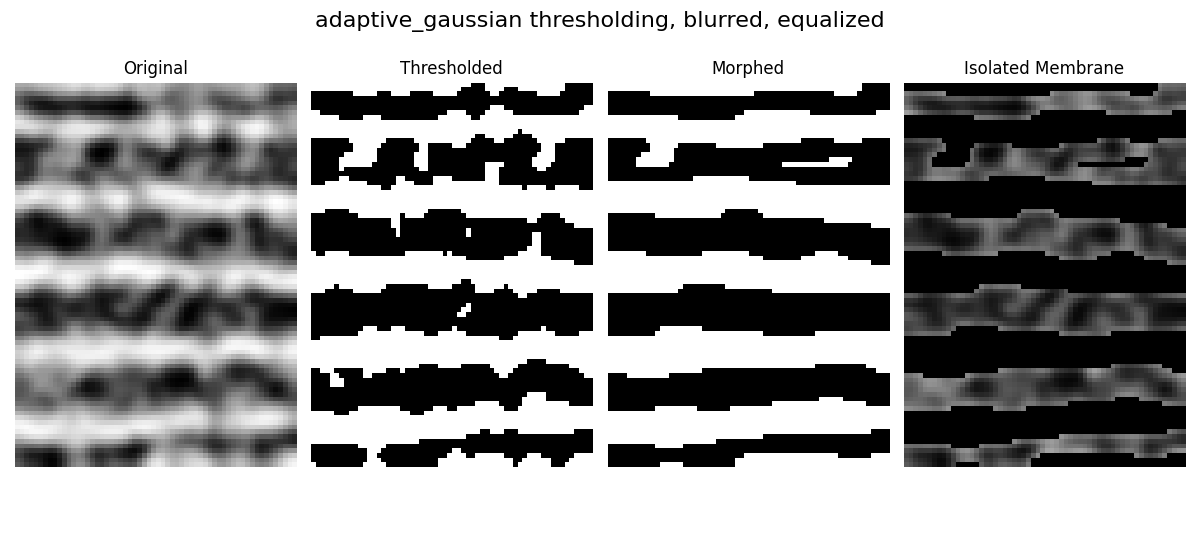 adaptive_gaussian thresholding, blurred, equalized
Original
Thresholded
Morphed
Isolated Membrane